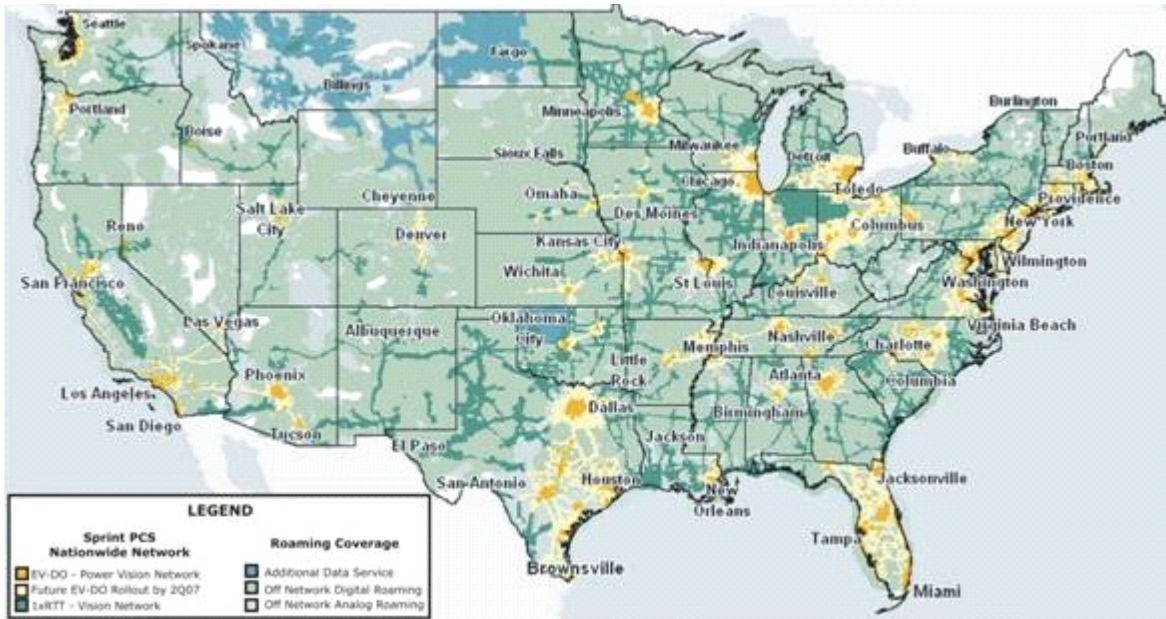 Seattle
Spokane
Fargo
Billings
Portland
Minneapolis
Burlington
Boise
Milwaukee
Detroit
Buffalo
Portland
Sioux Falls
Boston
Chicago
Toledo
Cheyenne
Omaha
Providence
Salt Lake
City
Des Moines
Columbus
New York
Reno
Denver
Kansas City
Indianapolis
Wilmington
San Francisco
Wichita
St Louis
Louisville
Washington
Las Vegas
Albuquerque
Oklahoma
City
Memphis
Nashville
Charlotte
Virginia Beach
Little
Rock
Phoenix
Atlanta
Columbia
Los Angeles
San Diego
Tucson
Dallas
Birmingham
El Paso
Jackson
San-Antonio
Houston
New
Orleans
Jacksonville
Tampa
Brownsville
Miami
LEGEND
Sprint PCS
Nationwide Network
EV-DO - Power Vision Network
Future EV-DO Rollout by 2Q07
1xRTT - Vision Network
Roaming Coverage
Additional Data Service
Off Network Digital Roaming
Off Network Analog Roaming